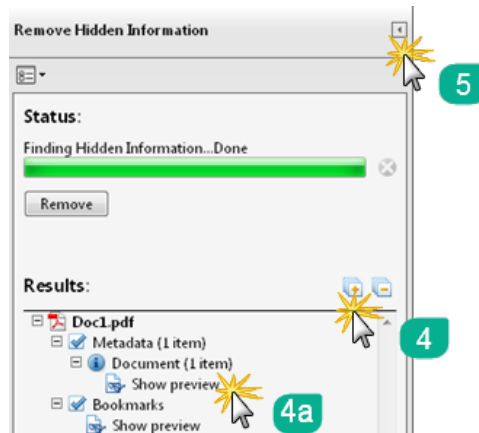 Remove Hidden Information
5
Status:
Finding Hidden Information...Done
Remove
Results:
4
Doc1.pdf
Metadata (1 item)
Document (1 item)
Show preview
4a
Bookmarks
Show preview